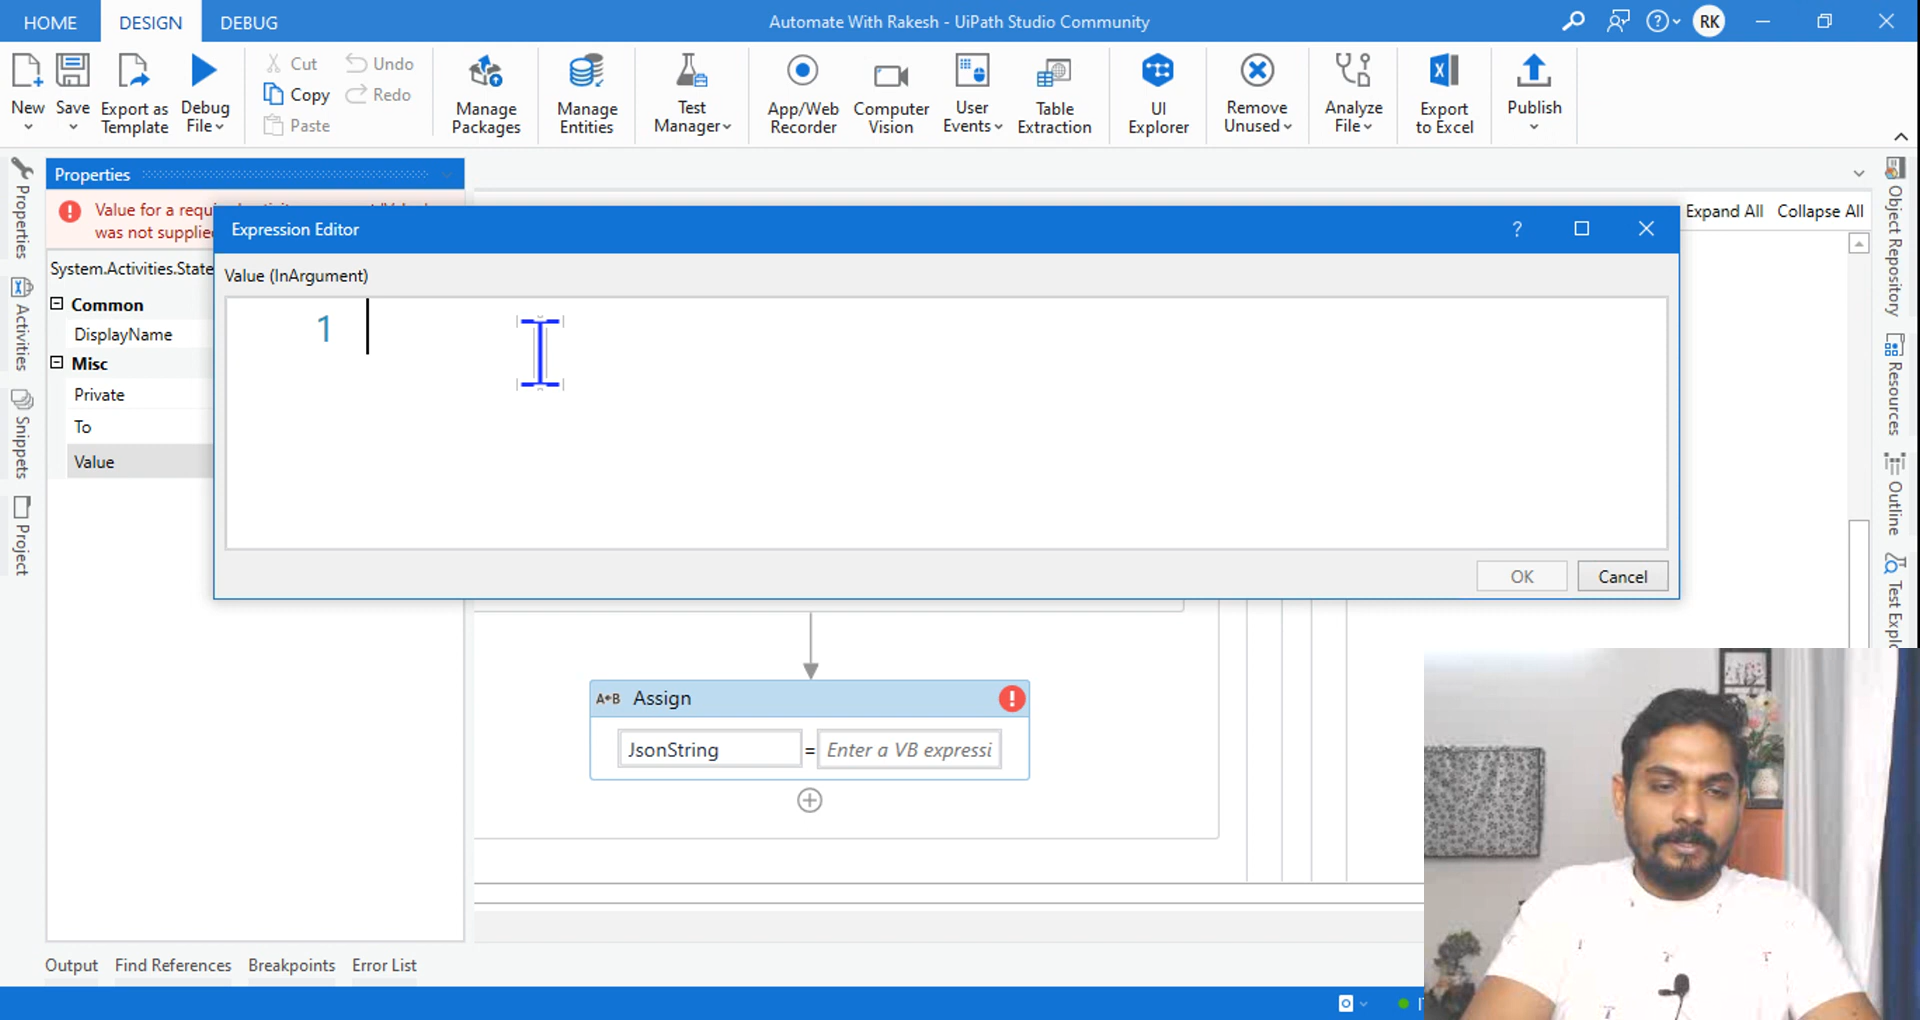 HOME
DESIGN
DEBUG
Automate With Rakesh - UiPath Studio Community
RK
New
Save
Export as
Template
Debug
File
Cut
Copy
Paste
Undo
Redo
Manage
Packages
Manage
Entities
Test
Manager
App/Web
Recorder
Computer
Vision
User
Events
Table
Extraction
UI
Explorer
Remove
Unused
Analyze
File
Export
to Excel
Publish
Properties
Activities
Snippets
Project
Properties
Value for a
was not
System.Activities.State
Common
DisplayName
Misc
Private
To
Value
Expression Editor
Value (InArgument)
1
OK
Cancel
Expand All
Collapse All
Object Repository
Resources
Outline
Test Explo
A+B Assign
JsonString
=
Enter a VB expressi
Output
Find References
Breakpoints
Error List